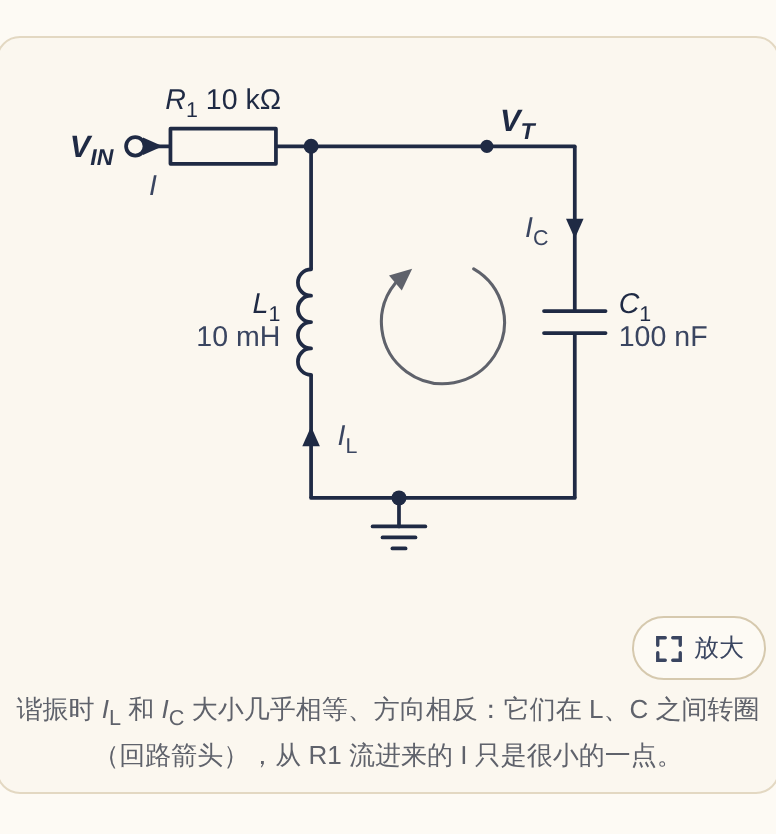 R1 10 kΩ
VIN
I
VT
IC
L1
10 mH
C1
100 nF
IL
放大
谐振时 IL 和 IC 大小几乎相等、方向相反：它们在 L、C 之间转圈
（回路箭头），从 R1 流进来的 I 只是很小的一点。